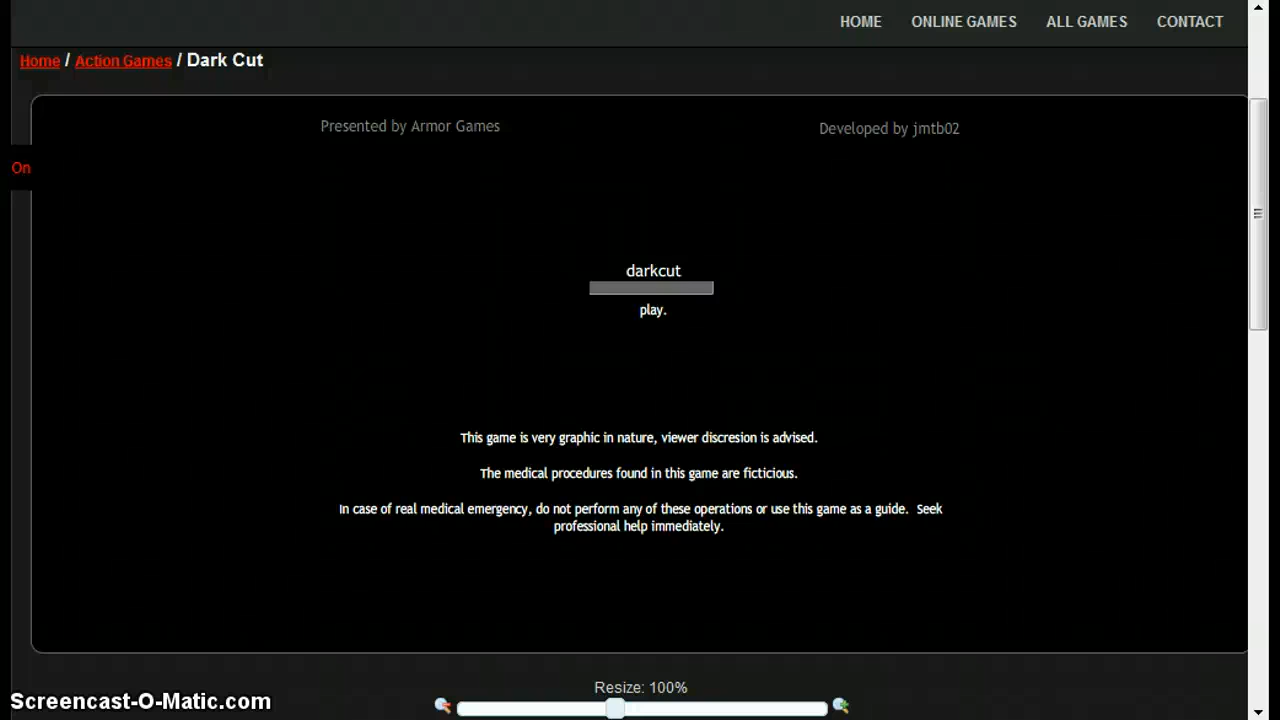 HOME ONLINE GAMES ALL GAMES CONTACT
Home / Action Games / Dark Cut
Presented by Armor Games
Developed by jmtb02
On
darkcut
play.
This game is very graphic in nature, viewer discresion is advised.
The medical procedures found in this game are ficticious.
In case of real medical emergency, do not perform any of these operations or use this game as a guide. Seek
professional help immediately.
Resize: 100%
Screencast-O-Matic.com